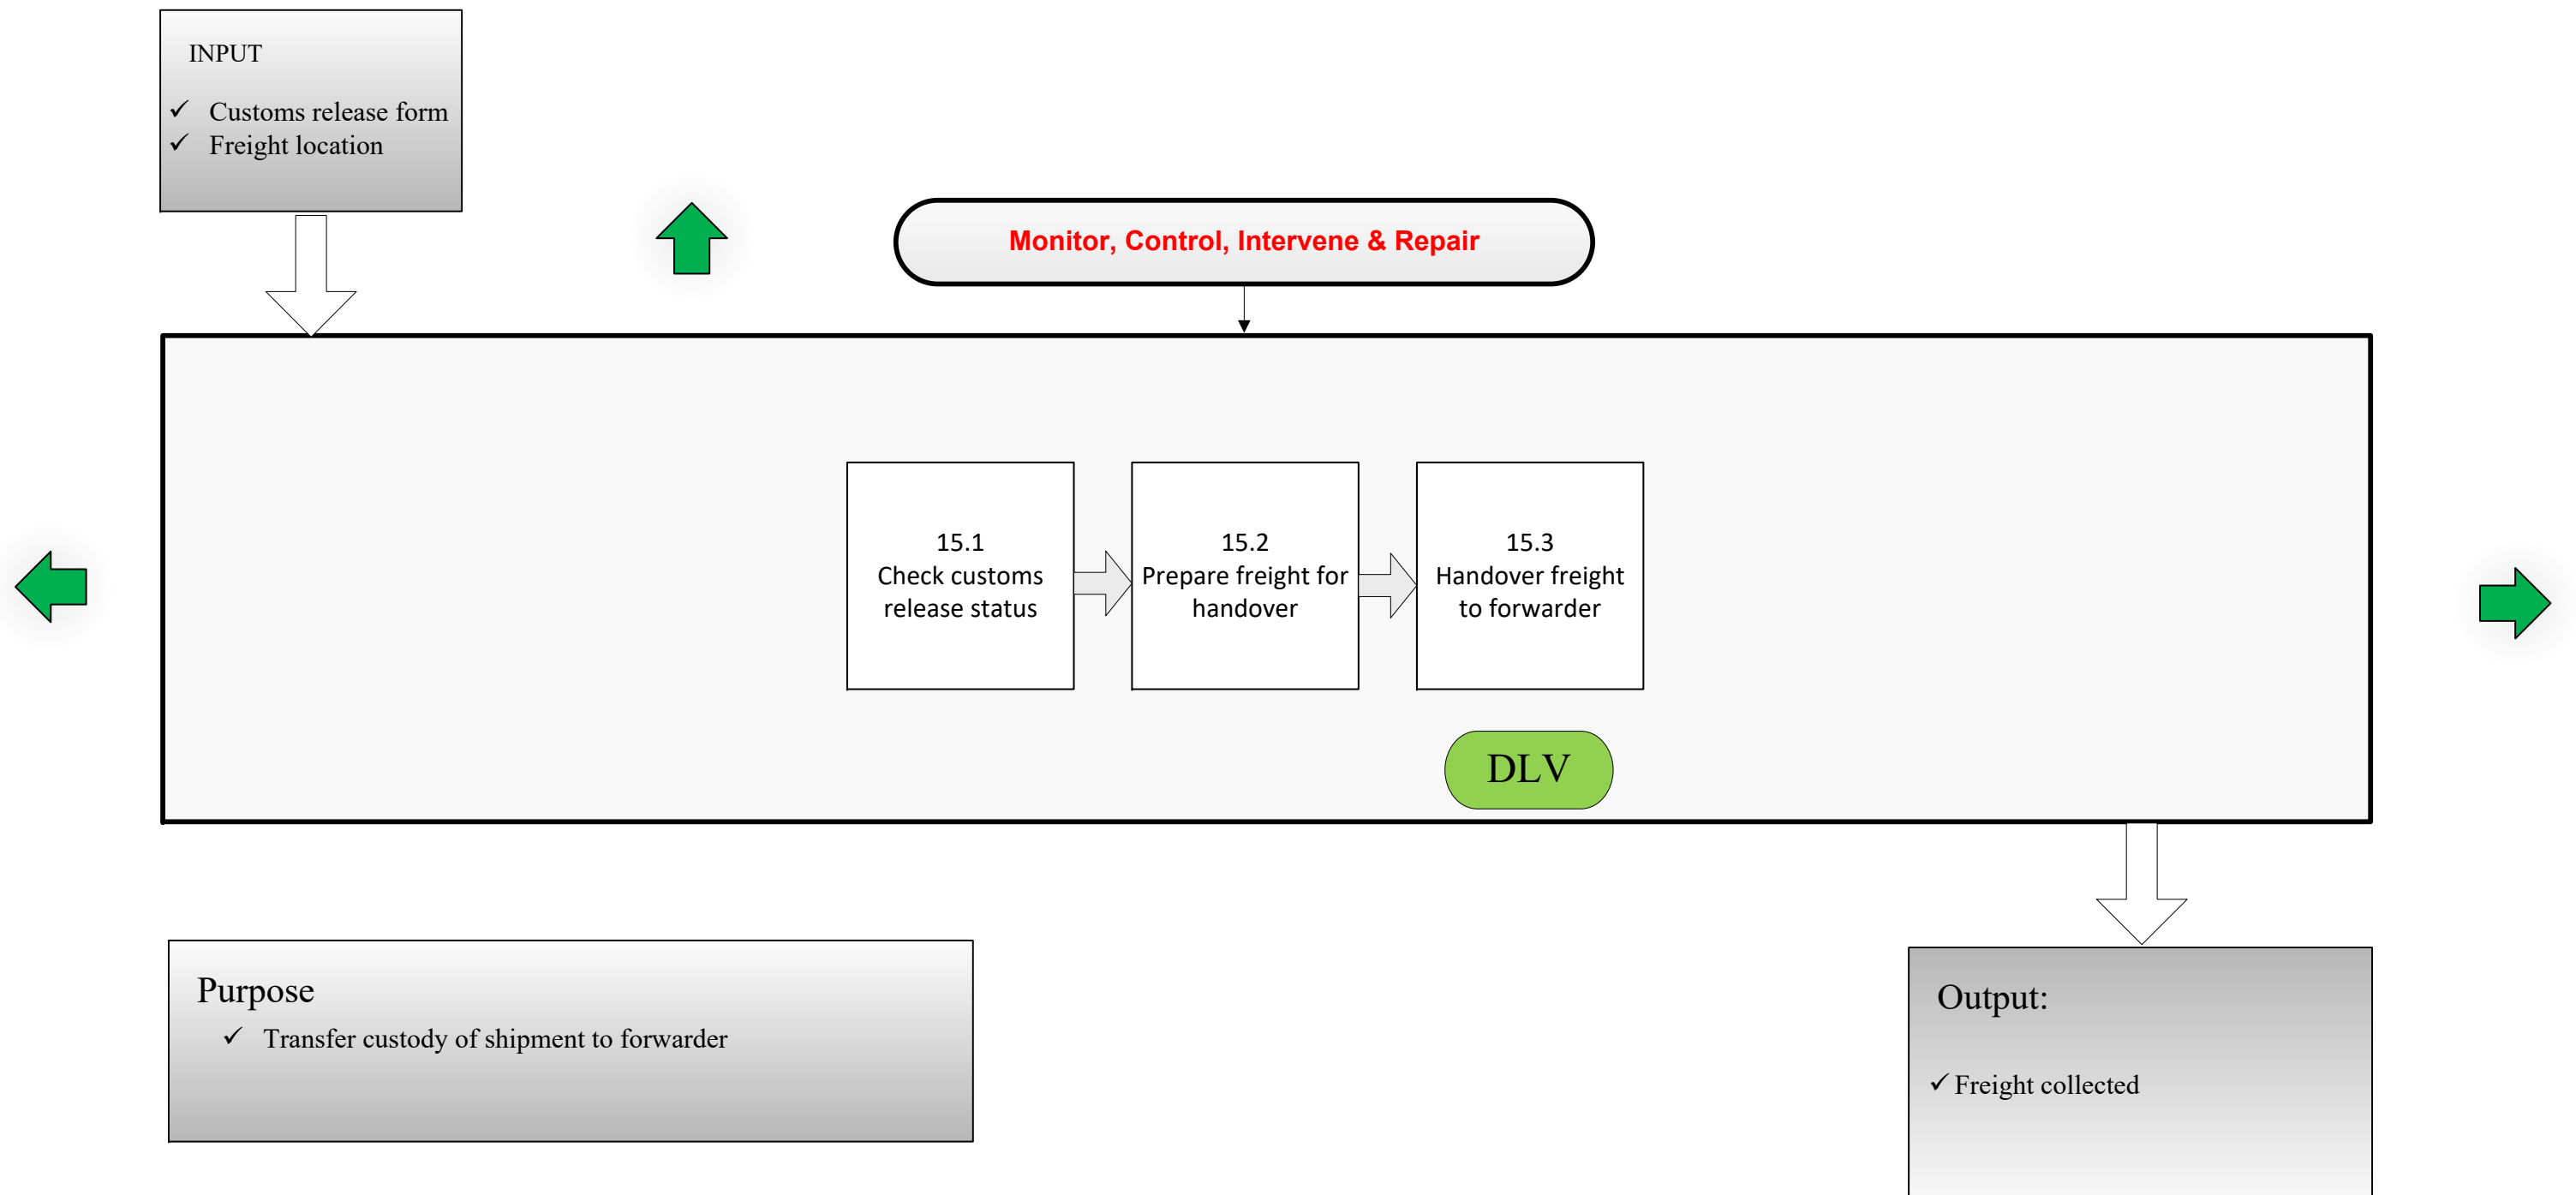 INPUT
✓ Customs release form
✓ Freight location
Monitor, Control, Intervene & Repair
15.1
Check customs
release status
15.2
Prepare freight for
handover
15.3
Handover freight
to forwarder
DLV
Purpose
✓ Transfer custody of shipment to forwarder
Output:
✓ Freight collected